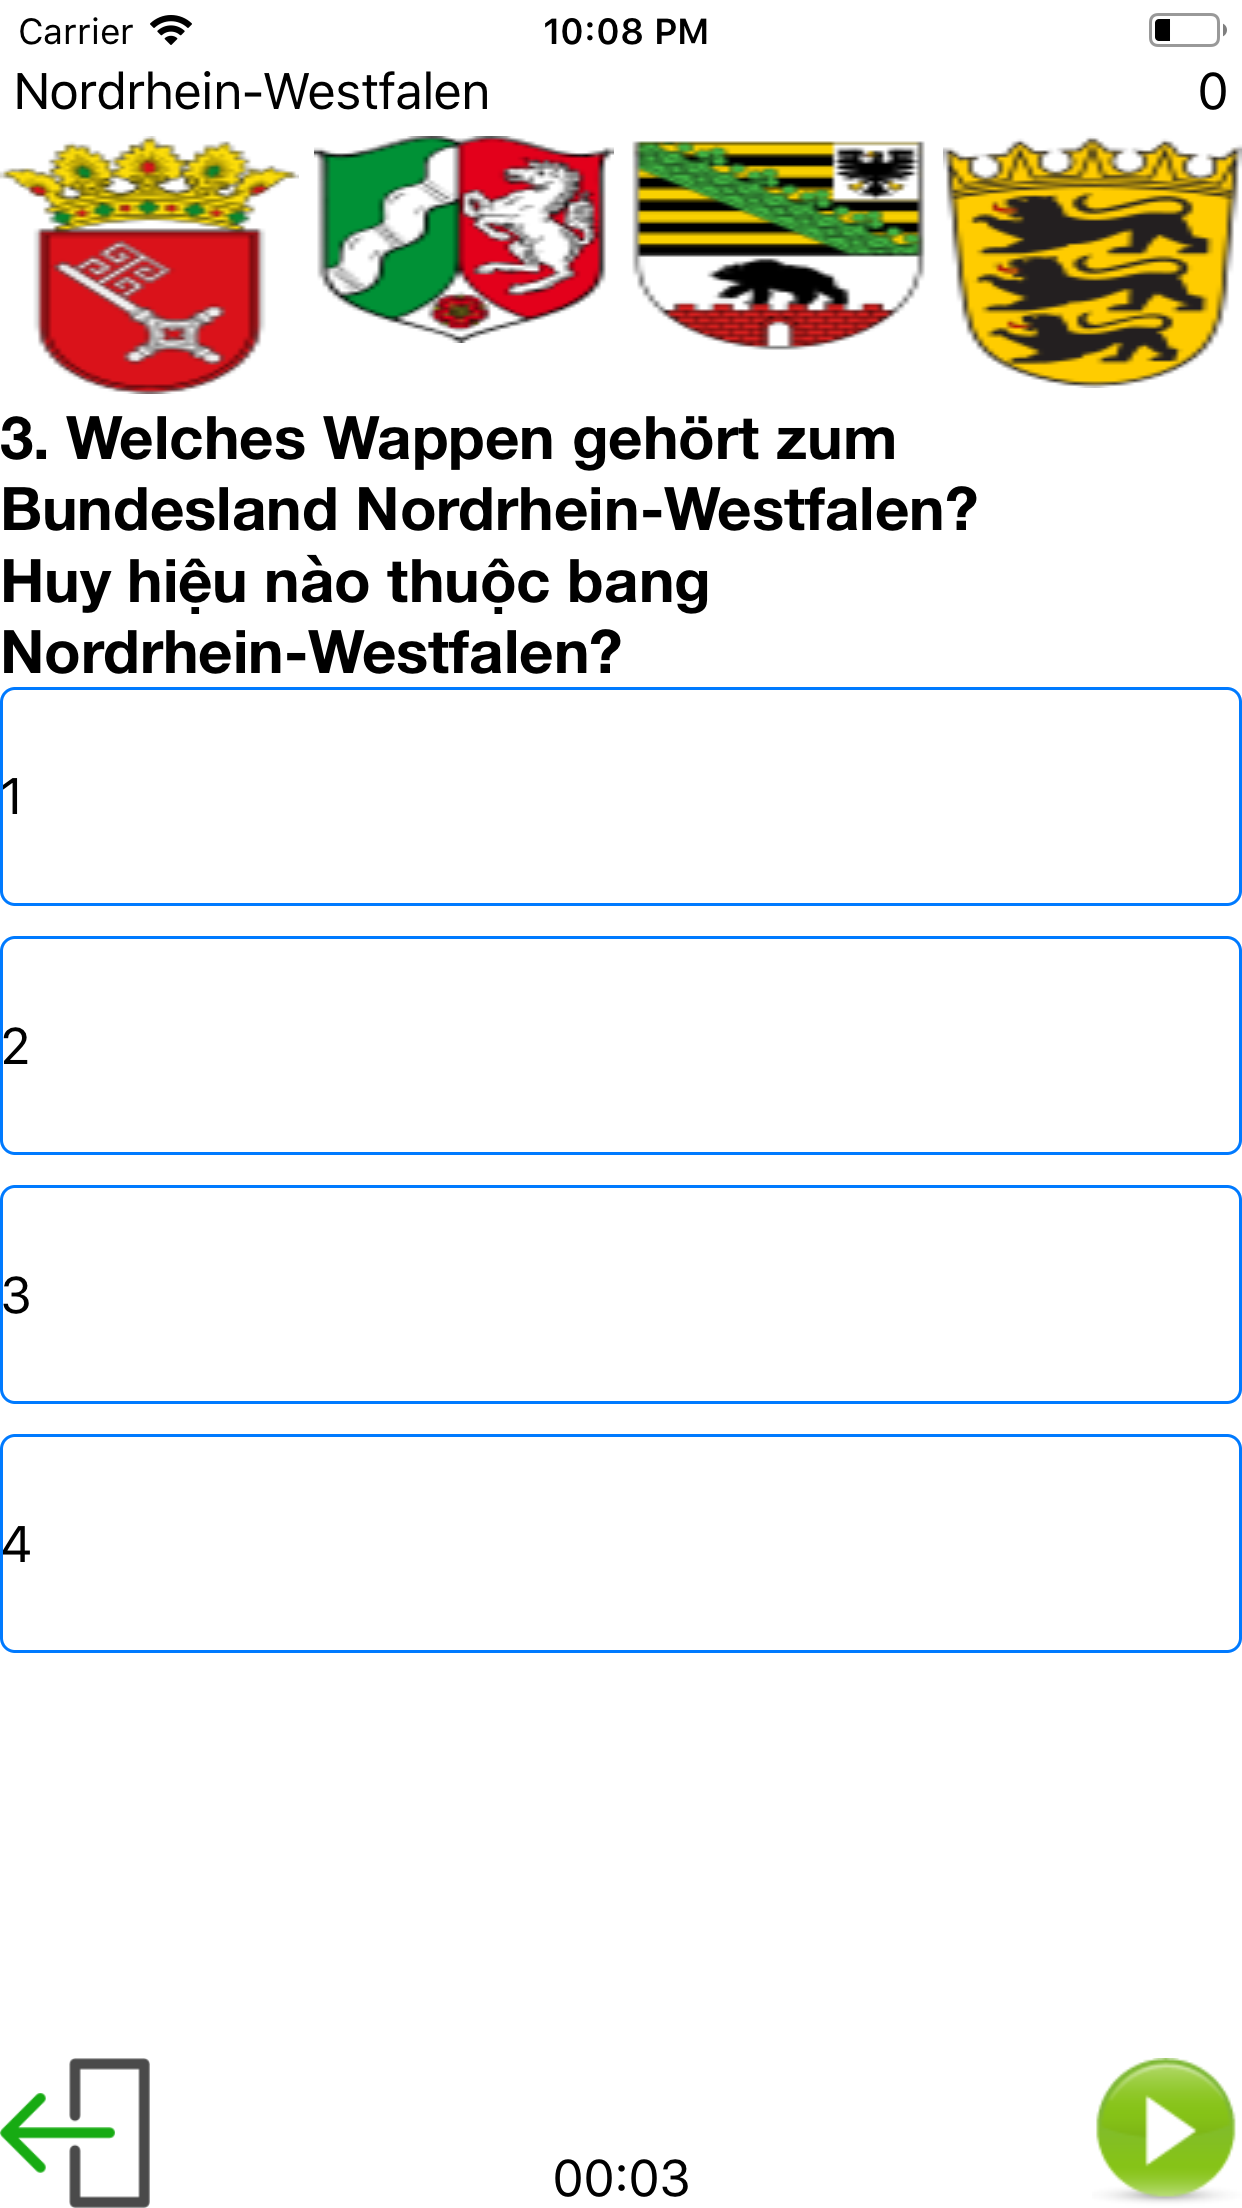 Carrier 10:08 PM
Nordrhein-Westfalen 0
3. Welches Wappen gehört zum
Bundesland Nordrhein-Westfalen?
Huy hiệu nào thuộc bang
Nordrhein-Westfalen?
1
2
3
4
00:03